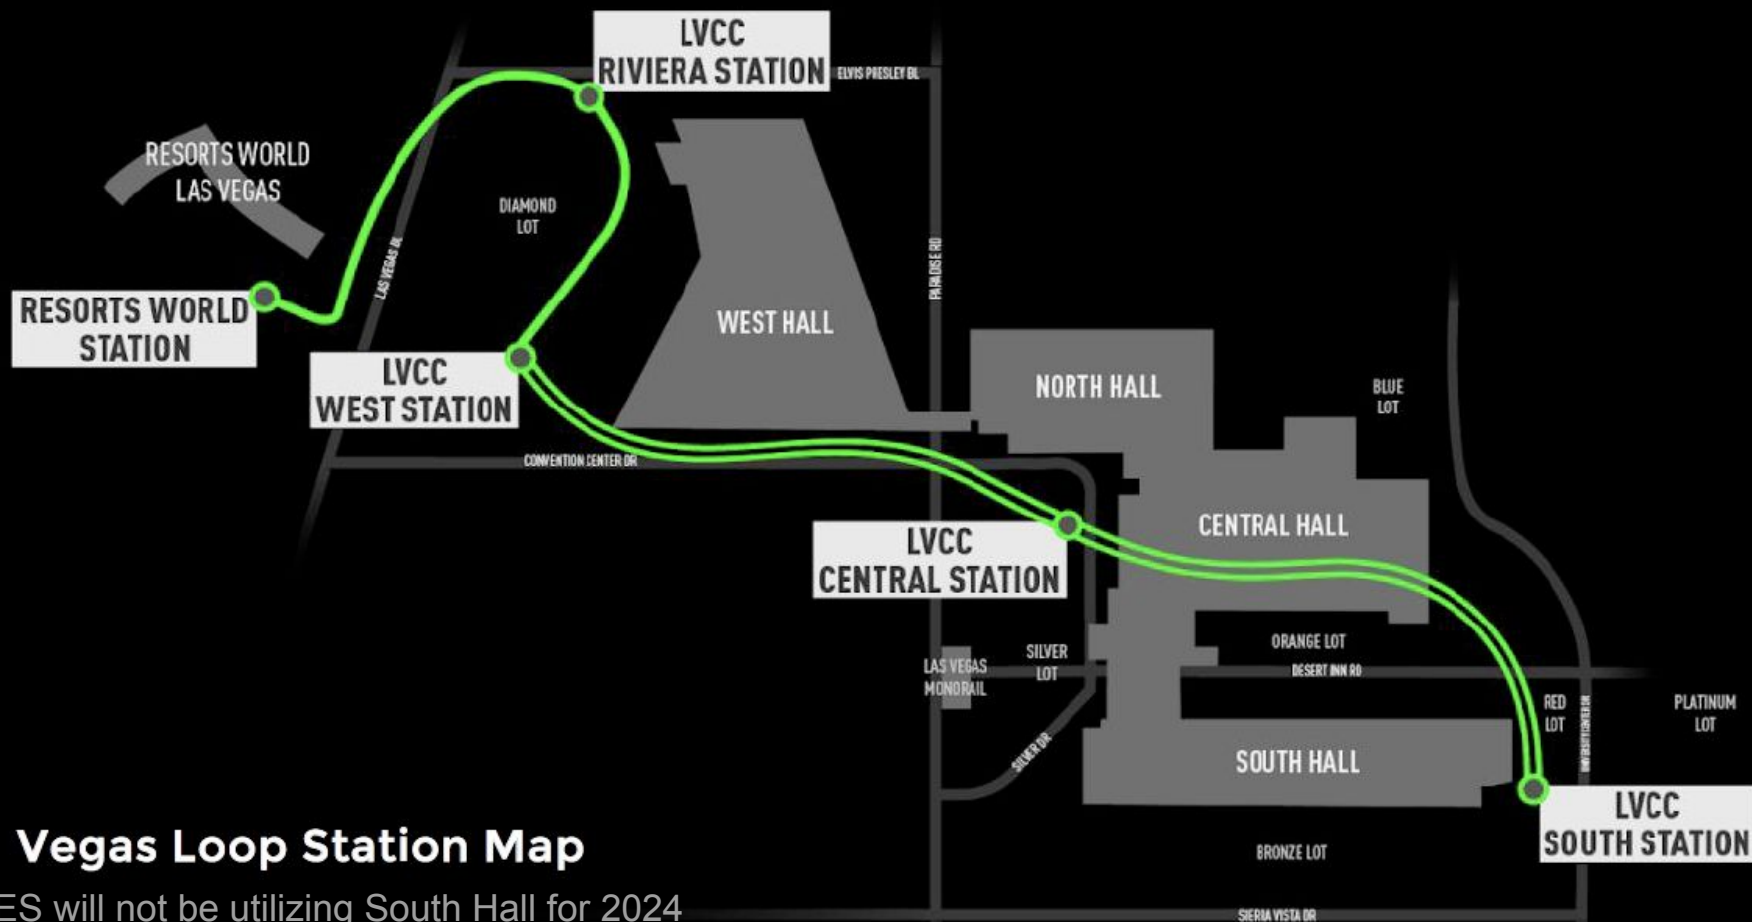 LVCC
RIVIERA STATION
ELVIS PRESLEY BL
RESORTS WORLD
LAS VEGAS
DIAMOND
LOT
LAS VEGAS BL
PARADISE RD
RESORTS WORLD
STATION
WEST HALL
LVCC
WEST STATION
NORTH HALL
BLUE
LOT
CONVENTION CENTER DR
CENTRAL HALL
LVCC
CENTRAL STATION
ORANGE LOT
SILVER
LOT
LAS VEGAS
MONORAIL
DESERT INN RD
RED
LOT
PLATINUM
LOT
SILVER DR
SOUTH HALL
LVCC
SOUTH STATION
Vegas Loop Station Map
BRONZE LOT
ES will not be utilizing South Hall for 2024
SIERRA VISTA DR